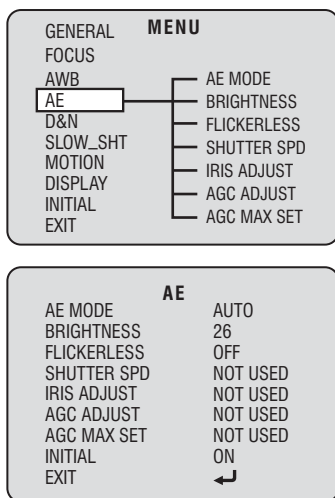 MENU
GENERAL
FOCUS
AWB
AE
D&N
SLOW_SHT
MOTION
DISPLAY
INITIAL
EXIT
AE MODE
BRIGHTNESS
FLICKERLESS
SHUTTER SPD
IRIS ADJUST
AGC ADJUST
AGC MAX SET
AE
AE MODE AUTO
BRIGHTNESS 26
FLICKERLESS OFF
SHUTTER SPD NOT USED
IRIS ADJUST NOT USED
AGC ADJUST NOT USED
AGC MAX SET NOT USED
INITIAL ON
EXIT ↵